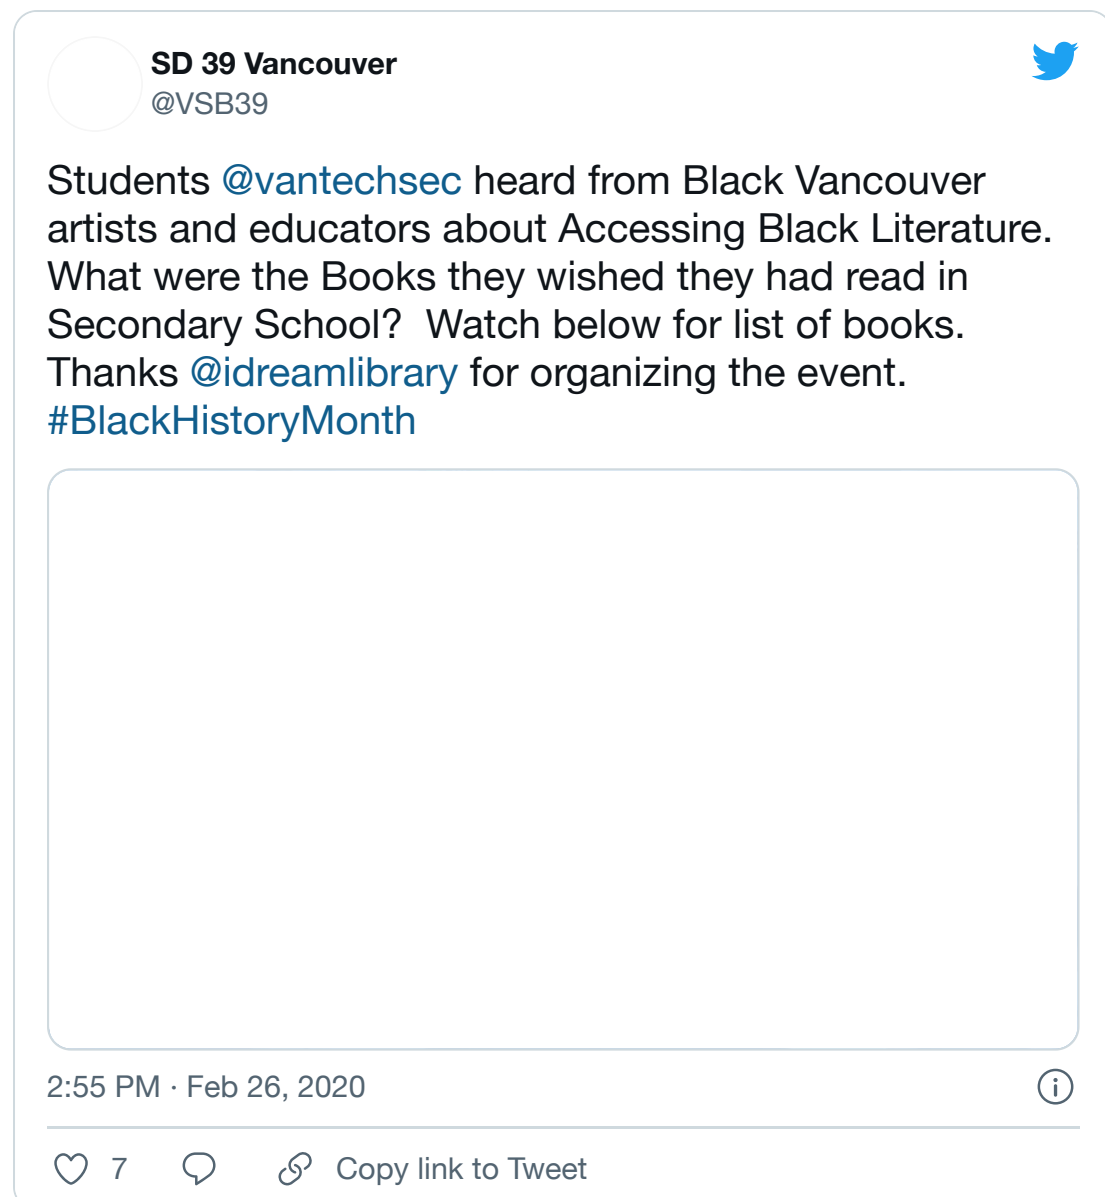 SD 39 Vancouver
@VSB39
Students @vantechsec heard from Black Vancouver
artists and educators about Accessing Black Literature.
What were the Books they wished they had read in
Secondary School?  Watch below for list of books.
Thanks @idreamlibrary for organizing the event.
#BlackHistoryMonth
2:55 PM · Feb 26, 2020
7 Copy link to Tweet